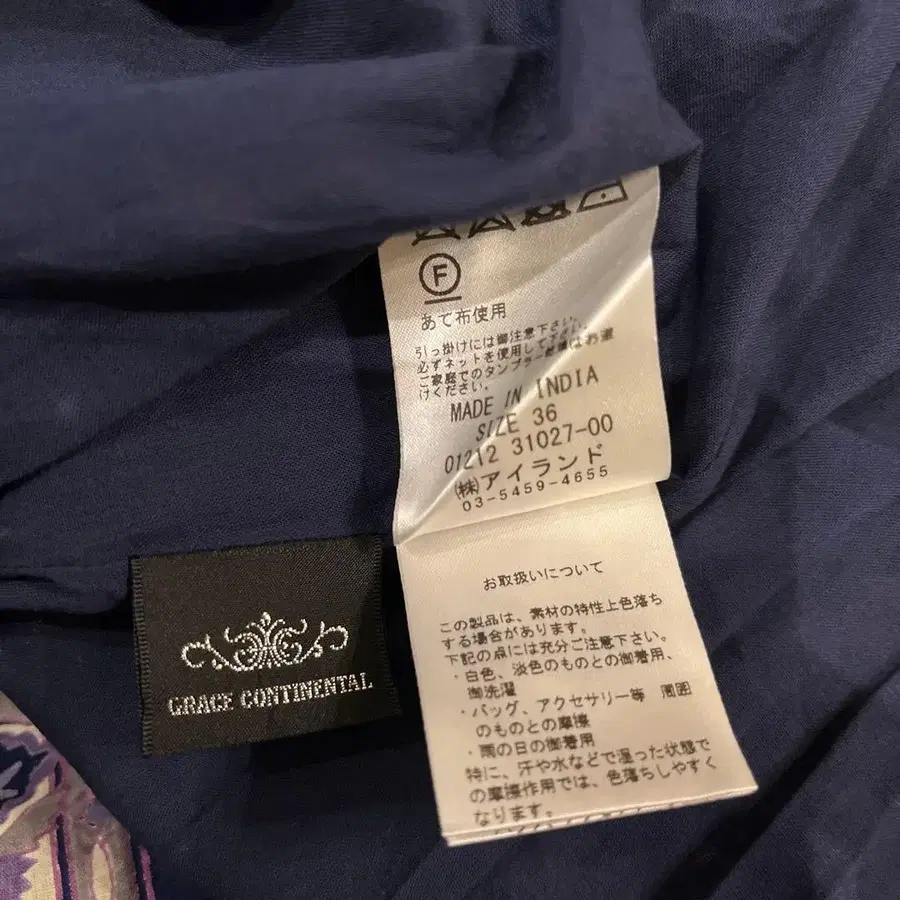 F
あて布使用
引っ掛けには御注意下さい。
必ずネットを使用して下さい。
ご家庭でのタンブラー乾燥はお避
けください。
MADE IN INDIA
SIZE 36
01212 31027-00
㈱アイランド
03-5459-4655
GRACE CONTINENTAL
お取扱いについて
この製品は、素材の特性上色落ち
する場合があります。
下記の点には充分ご注意下さい。
・白色、淡色のものとの御着用、
御洗濯
・バッグ、アクセサリー等 周囲
のものとの摩擦
・雨の日の御着用
特に、汗や水などで湿った状態で
の摩擦作用では、色落ちしやすく
なります。